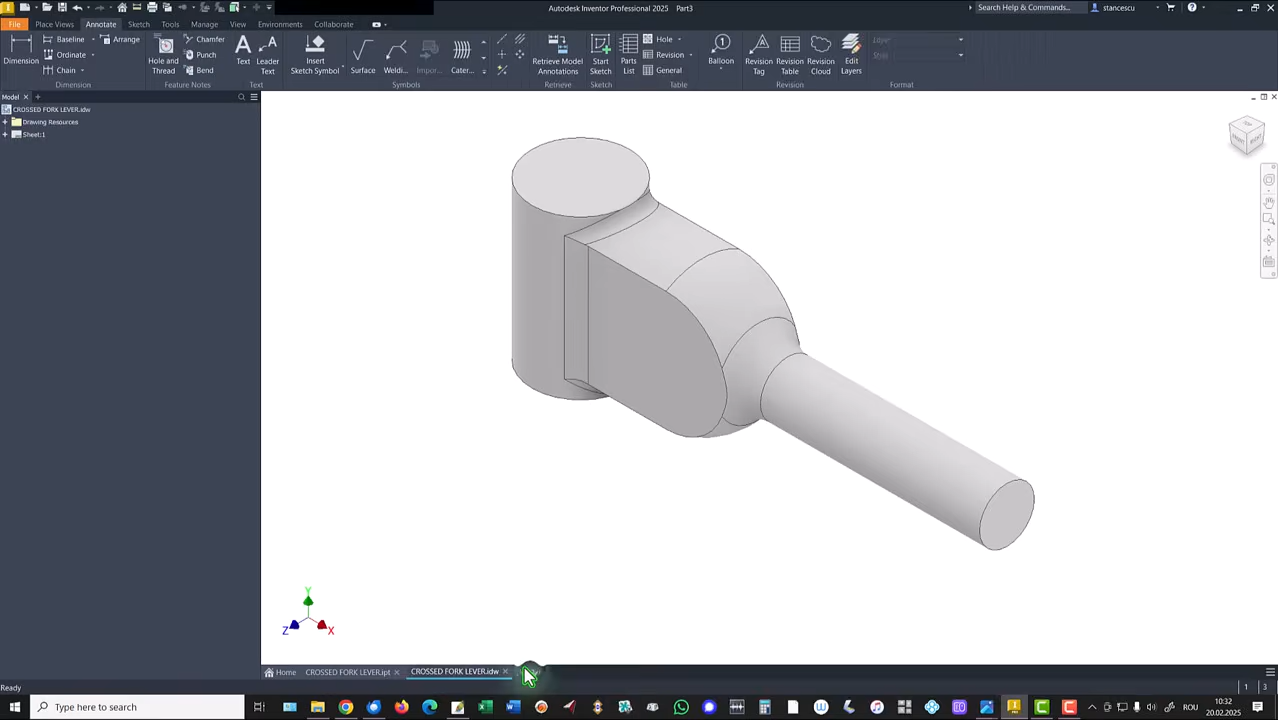 Autodesk Inventor Professional 2025 Part3
Search Help & Commands...
stancescu
File Place Views Annotate Sketch Tools Manage View Environments Collaborate
Dimension
Baseline
Ordinate
Chain
Arrange
Dimension
Hole and Thread
Chamfer
Punch
Bend
Feature Notes
Text
Leader Text
Text
Insert Sketch Symbol
Surface
Weldi...
Impor...
Cater...
Symbols
Retrieve Model Annotations
Retrieve
Start Sketch
Sketch
Parts List
Hole
Revision
General
Table
Balloon
Revision Tag
Revision Table
Revision Cloud
Revision
Edit Layers
Layer:
Style:
Format
Model
CROSSED FORK LEVER.idw
Drawing Resources
Sheet:1
TOP
FRONT
RIGHT
Y
Z
X
Home
CROSSED FORK LEVER.ipt
CROSSED FORK LEVER.idw
Ready
1 3
Type here to search
ROU
10:32
20.02.2025